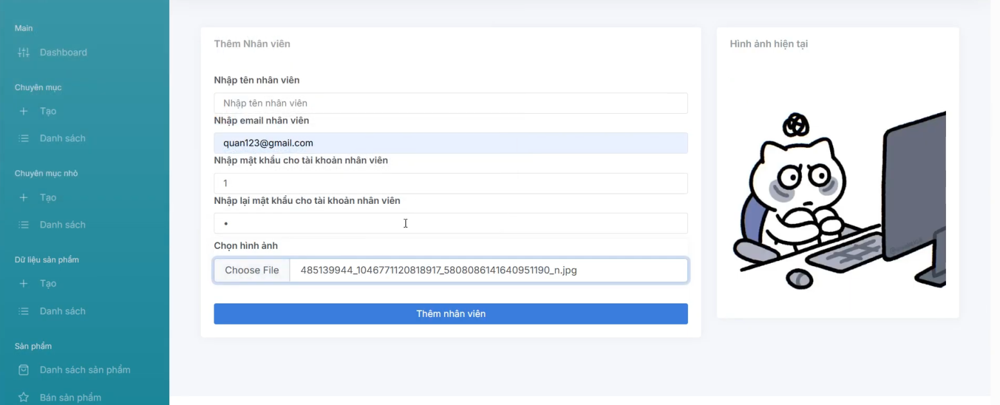 Main
Dashboard
Chuyên mục
Tạo
Danh sách
Chuyên mục nhỏ
Tạo
Danh sách
Dữ liệu sản phẩm
Tạo
Danh sách
Sản phẩm
Danh sách sản phẩm
Bán sản phẩm
Thêm Nhân viên
Nhập tên nhân viên
Nhập tên nhân viên
Nhập email nhân viên
quan123@gmail.com
Nhập mật khẩu cho tài khoản nhân viên
1
Nhập lại mật khẩu cho tài khoản nhân viên
•
Chọn hình ảnh
Choose File 485139944_1046771120818917_5808086141640951190_n.jpg
Thêm nhân viên
Hình ảnh hiện tại